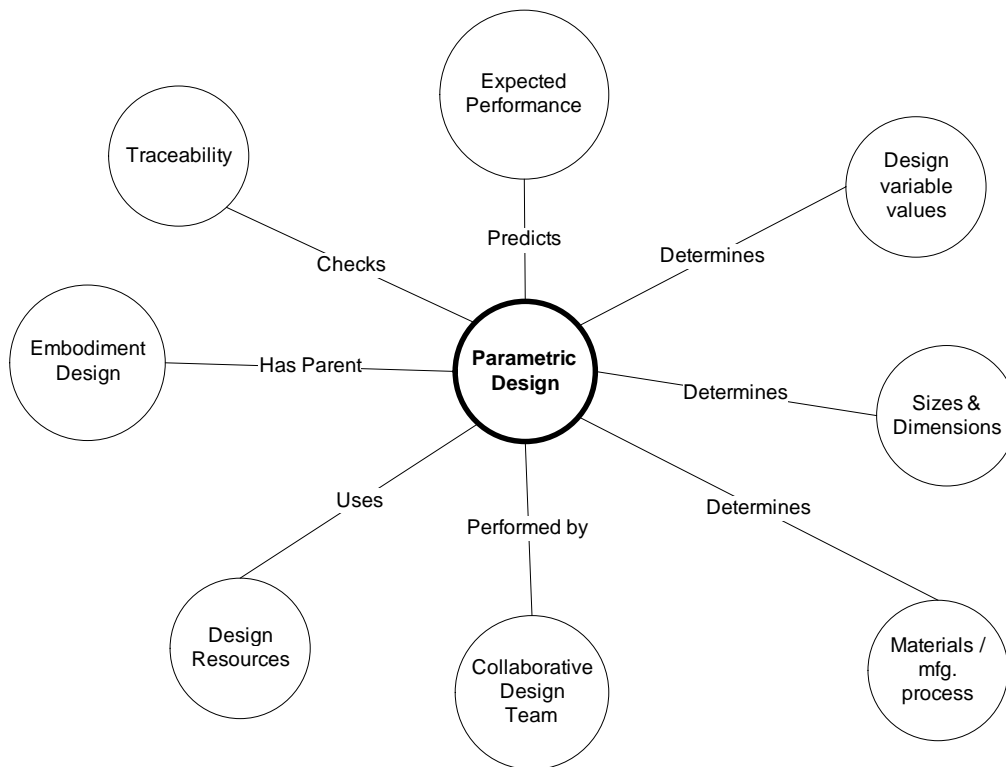 Expected
Performance
Traceability
Design
variable
values
Predicts
Determines
Checks
Embodiment
Design
Has Parent
Parametric
Design
Determines
Sizes &
Dimensions
Uses
Performed by
Determines
Design
Resources
Collaborative
Design
Team
Materials /
mfg.
process